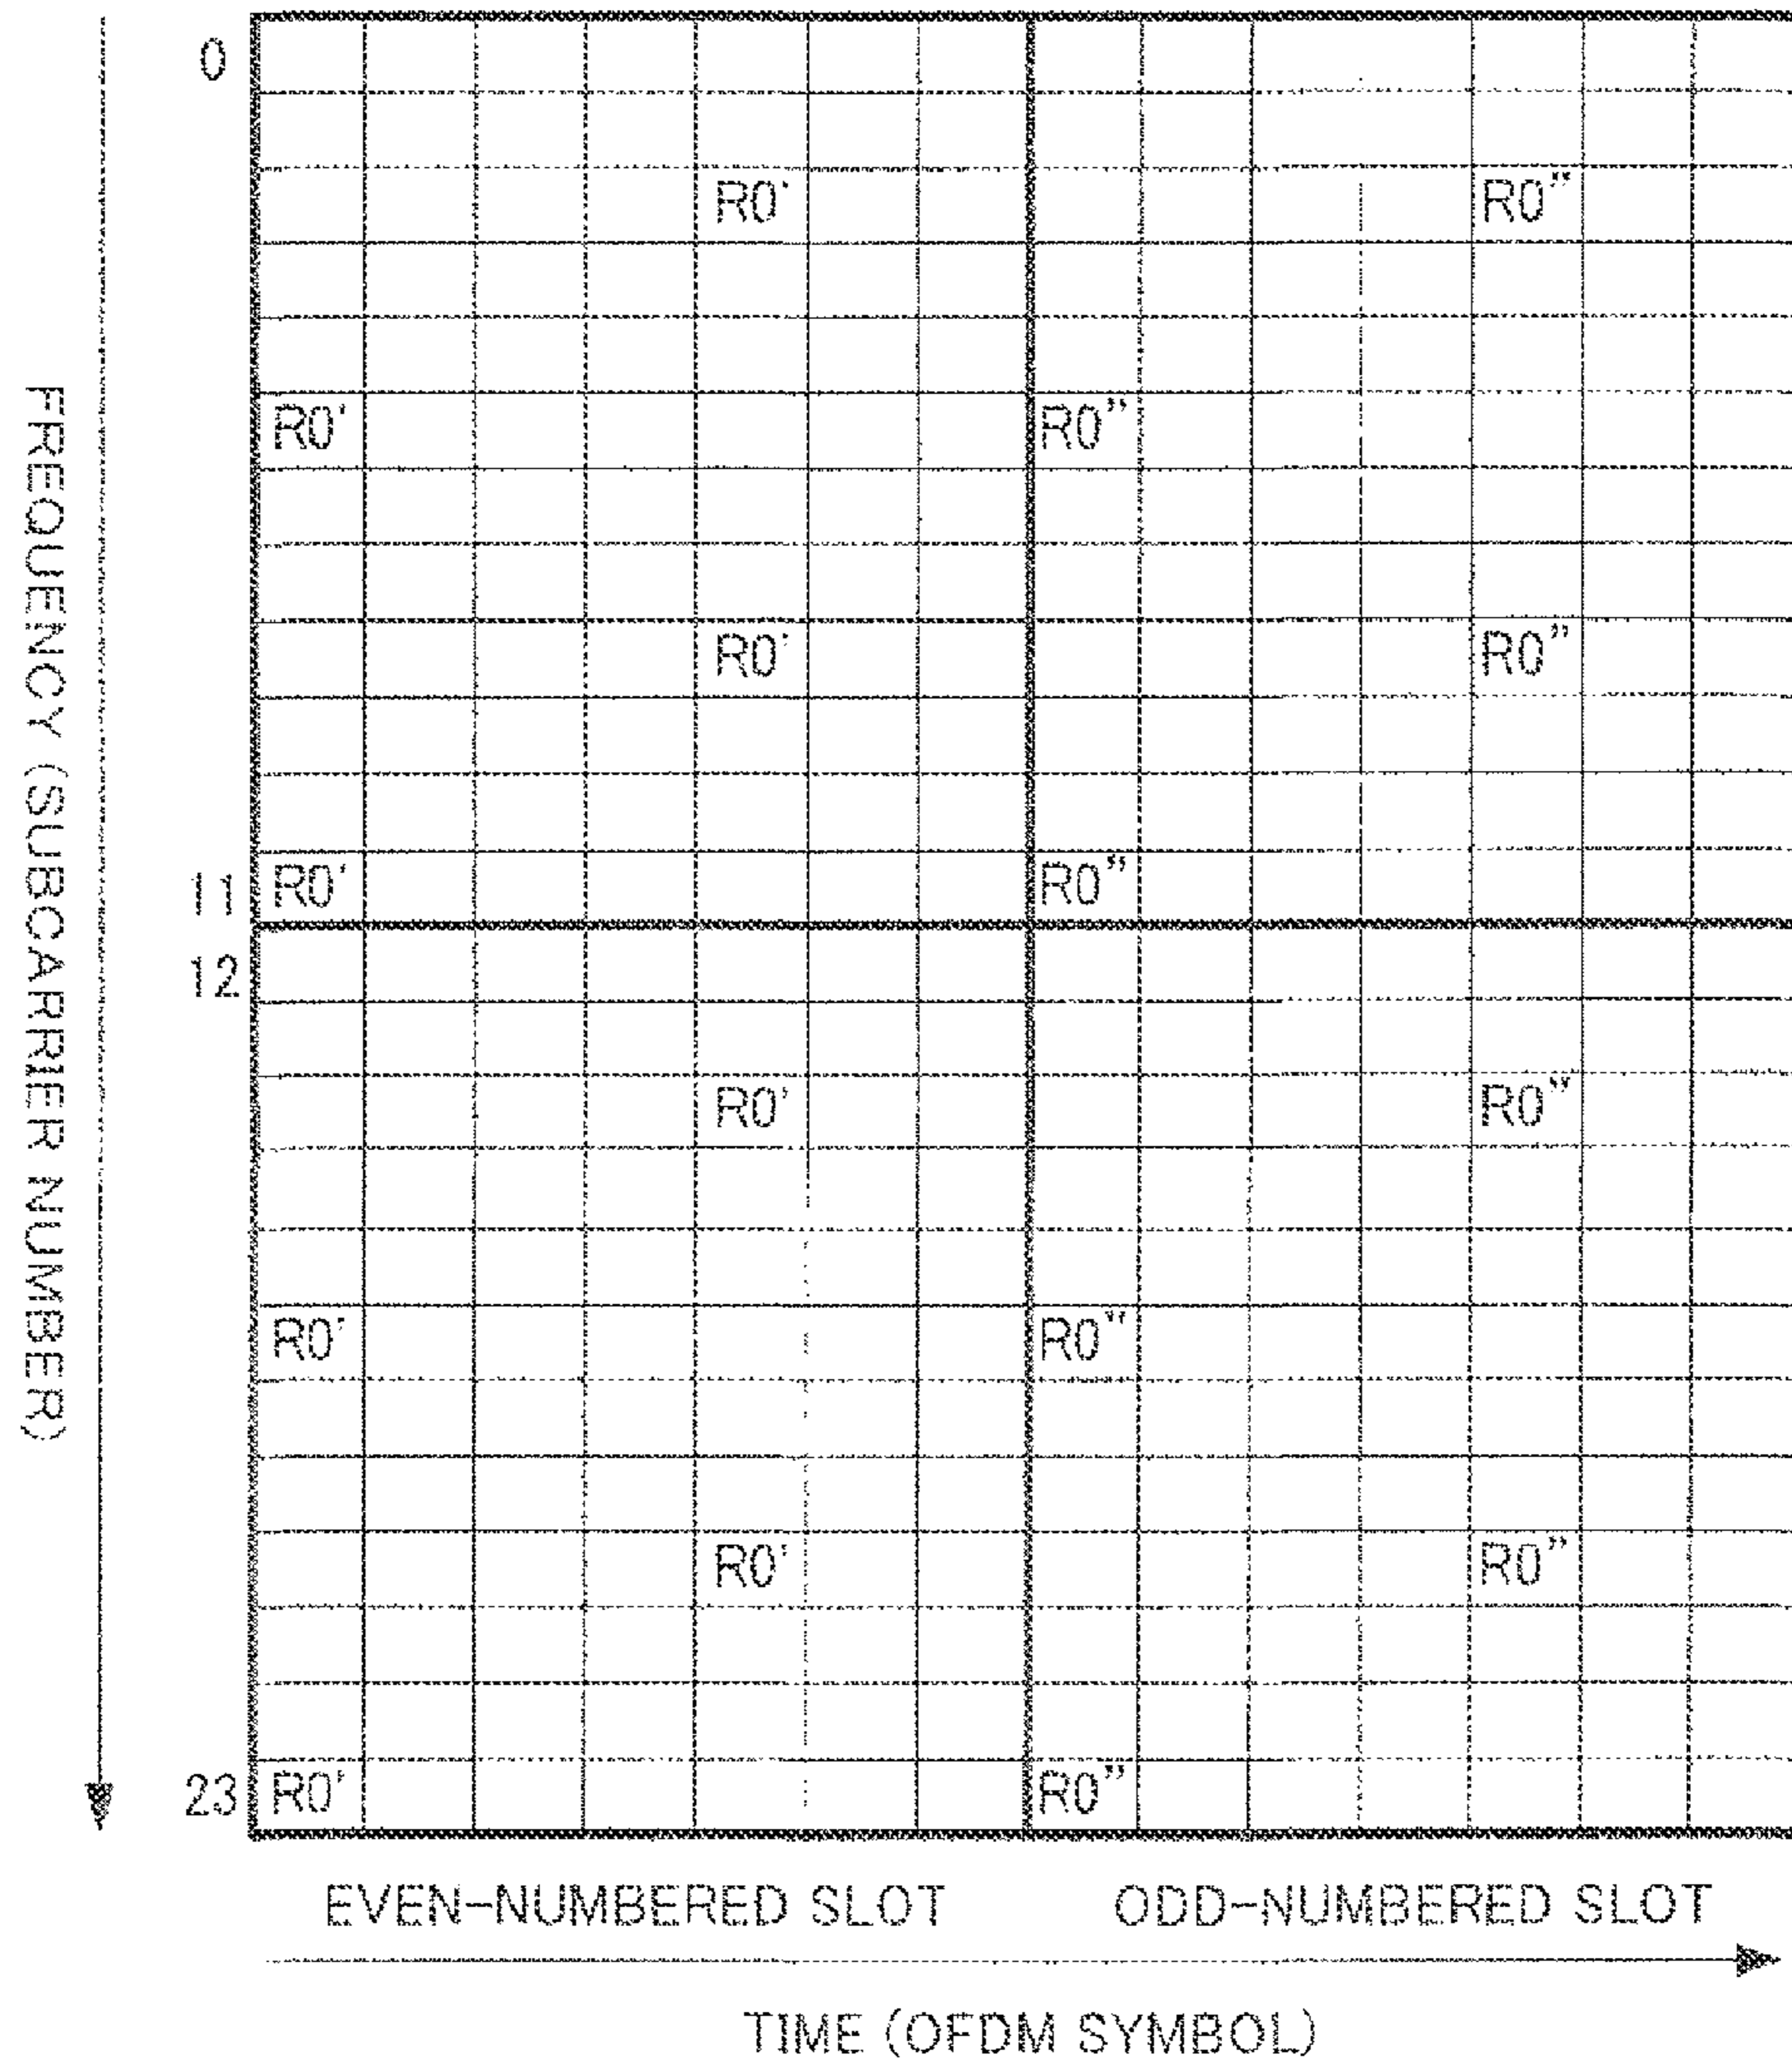 0
R0' R0"
R0' R0"
R0' R0"
11 R0' R0"
12
R0' R0"
R0' R0"
R0' R0"
23 R0' R0"
FREQUENCY (SUBCARRIER NUMBER)
EVEN-NUMBERED SLOT ODD-NUMBERED SLOT
TIME (OFDM SYMBOL)